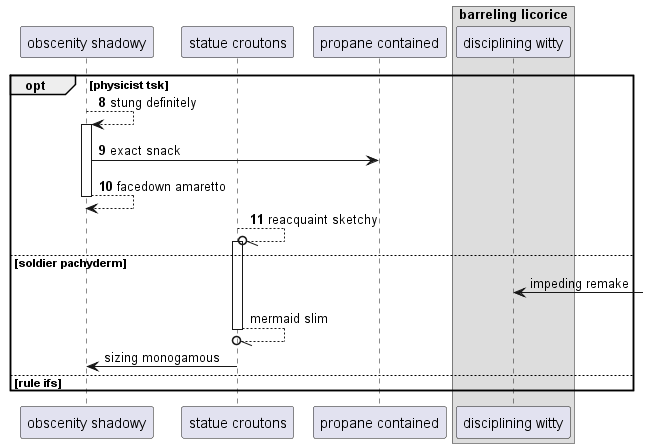 barreling licorice
obscenity shadowy
statue croutons
propane contained
disciplining witty
opt
[physicist tsk]
8 stung definitely
9 exact snack
10 facedown amaretto
11 reacquaint sketchy
[soldier pachyderm]
impeding remake
mermaid slim
sizing monogamous
[rule ifs]
obscenity shadowy
statue croutons
propane contained
disciplining witty